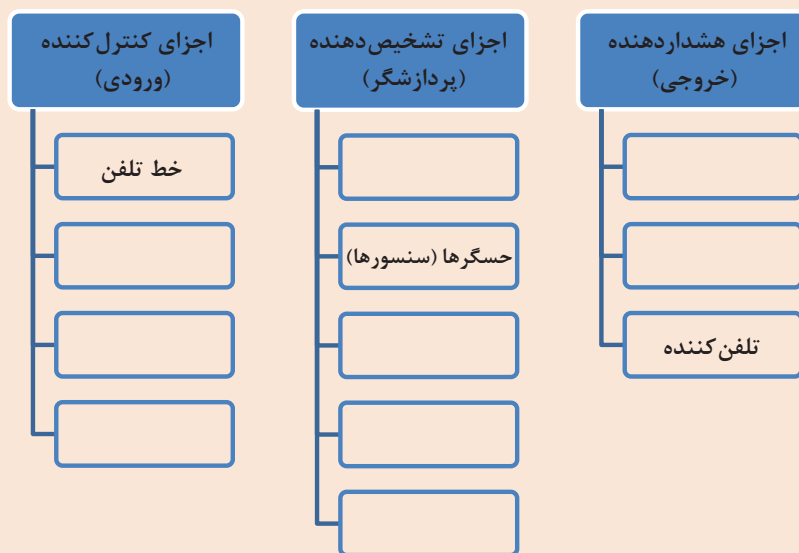 اجزای هشداردهنده
(خروجی)
تلفن‌کننده
اجزای تشخیص‌دهنده
(پردازشگر)
حسگرها (سنسورها)
اجزای کنترل‌کننده
(ورودی)
خط تلفن